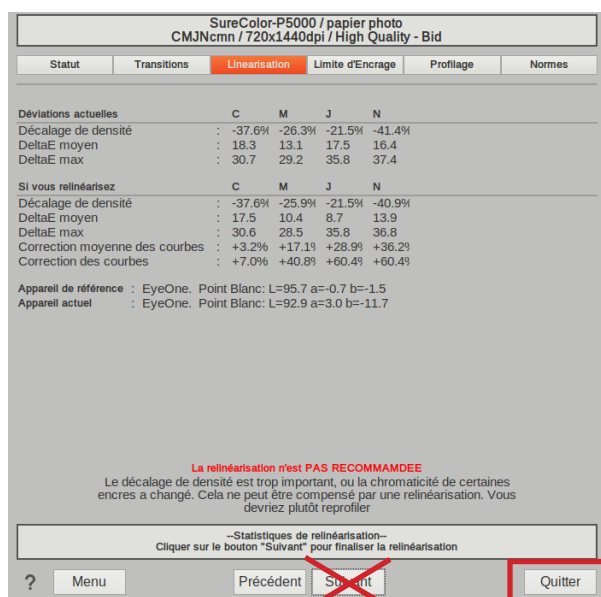 SureColor-P5000 / papier photo
CMJNcmn / 720x1440dpi / High Quality - Bid
Statut Transitions Linearisation Limite d'Encrage Profilage Normes
Déviations actuelles C M J N
Décalage de densité : -37.6% -26.3% -21.5% -41.4%
DeltaE moyen : 18.3 13.1 17.5 16.4
DeltaE max : 30.7 29.2 35.8 37.4
Si vous relinéarisez C M J N
Décalage de densité : -37.6% -25.9% -21.5% -40.9%
DeltaE moyen : 17.5 10.4 8.7 13.9
DeltaE max : 30.6 28.5 35.8 36.8
Correction moyenne des courbes : +3.2% +17.1% +28.9% +36.2%
Correction des courbes : +7.0% +40.8% +60.4% +60.4%
Appareil de référence : EyeOne. Point Blanc: L=95.7 a=-0.7 b=-1.5
Appareil actuel : EyeOne. Point Blanc: L=92.9 a=3.0 b=-11.7
La relinéarisation n'est PAS RECOMMAMDEE
Le décalage de densité est trop important, ou la chromaticité de certaines
encres a changé. Cela ne peut être compensé par une relinéarisation. Vous
devriez plutôt reprofiler
--Statistiques de relinéarisation--
Cliquer sur le bouton "Suivant" pour finaliser la relinéarisation
? Menu Précédent Suivant Quitter